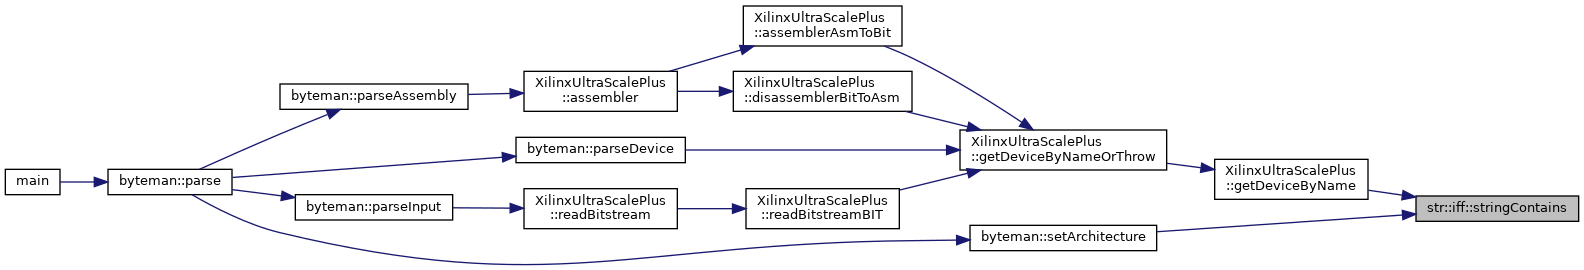 main
byteman::parse
byteman::parseAssembly
byteman::parseInput
XilinxUltraScalePlus
::assembler
byteman::parseDevice
XilinxUltraScalePlus
::readBitstream
XilinxUltraScalePlus
::assemblerAsmToBit
XilinxUltraScalePlus
::disassemblerBitToAsm
XilinxUltraScalePlus
::readBitstreamBIT
XilinxUltraScalePlus
::getDeviceByNameOrThrow
byteman::setArchitecture
XilinxUltraScalePlus
::getDeviceByName
str::iff::stringContains